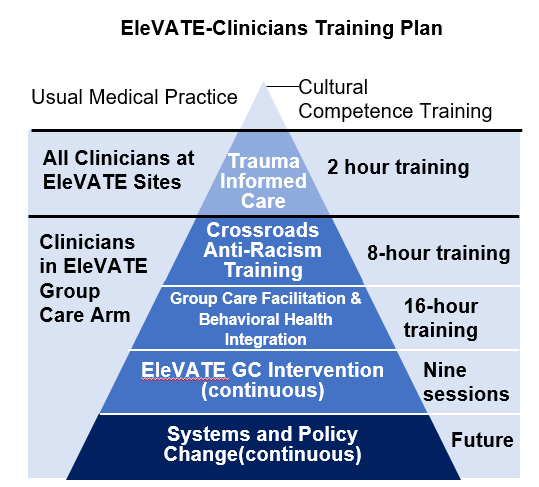 EleVATE-Clinicians Training Plan
Usual Medical Practice
Cultural
Competence Training
All Clinicians at
EleVATE Sites
Trauma
Informed
Care
2 hour training
Clinicians
in EleVATE
Group
Care Arm
Crossroads
Anti-Racism
Training
8-hour training
Group Care Facilitation &
Behavioral Health
Integration
16-hour
training
EleVATE GC Intervention
(continuous)
Nine
sessions
Systems and Policy
Change(continuous)
Future